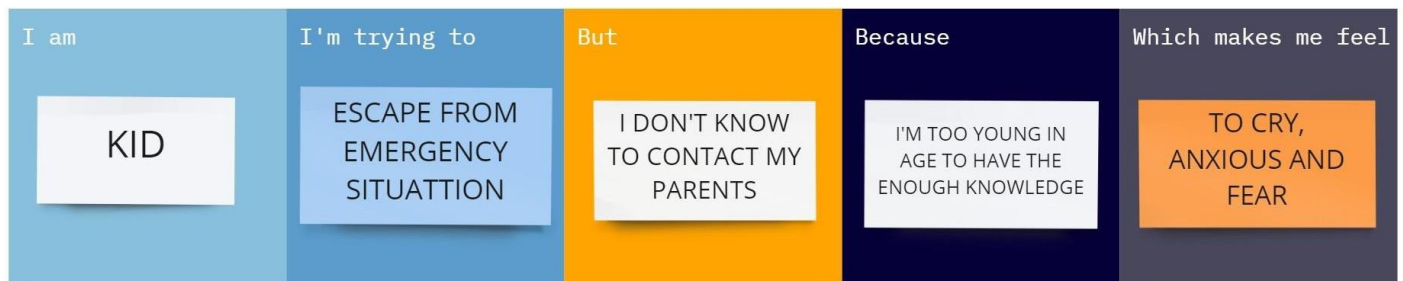 I am
KID
I'm trying to
ESCAPE FROM
EMERGENCY
SITUATTION
But
I DON'T KNOW
TO CONTACT MY
PARENTS
Because
I'M TOO YOUNG IN
AGE TO HAVE THE
ENOUGH KNOWLEDGE
Which makes me feel
TO CRY,
ANXIOUS AND
FEAR